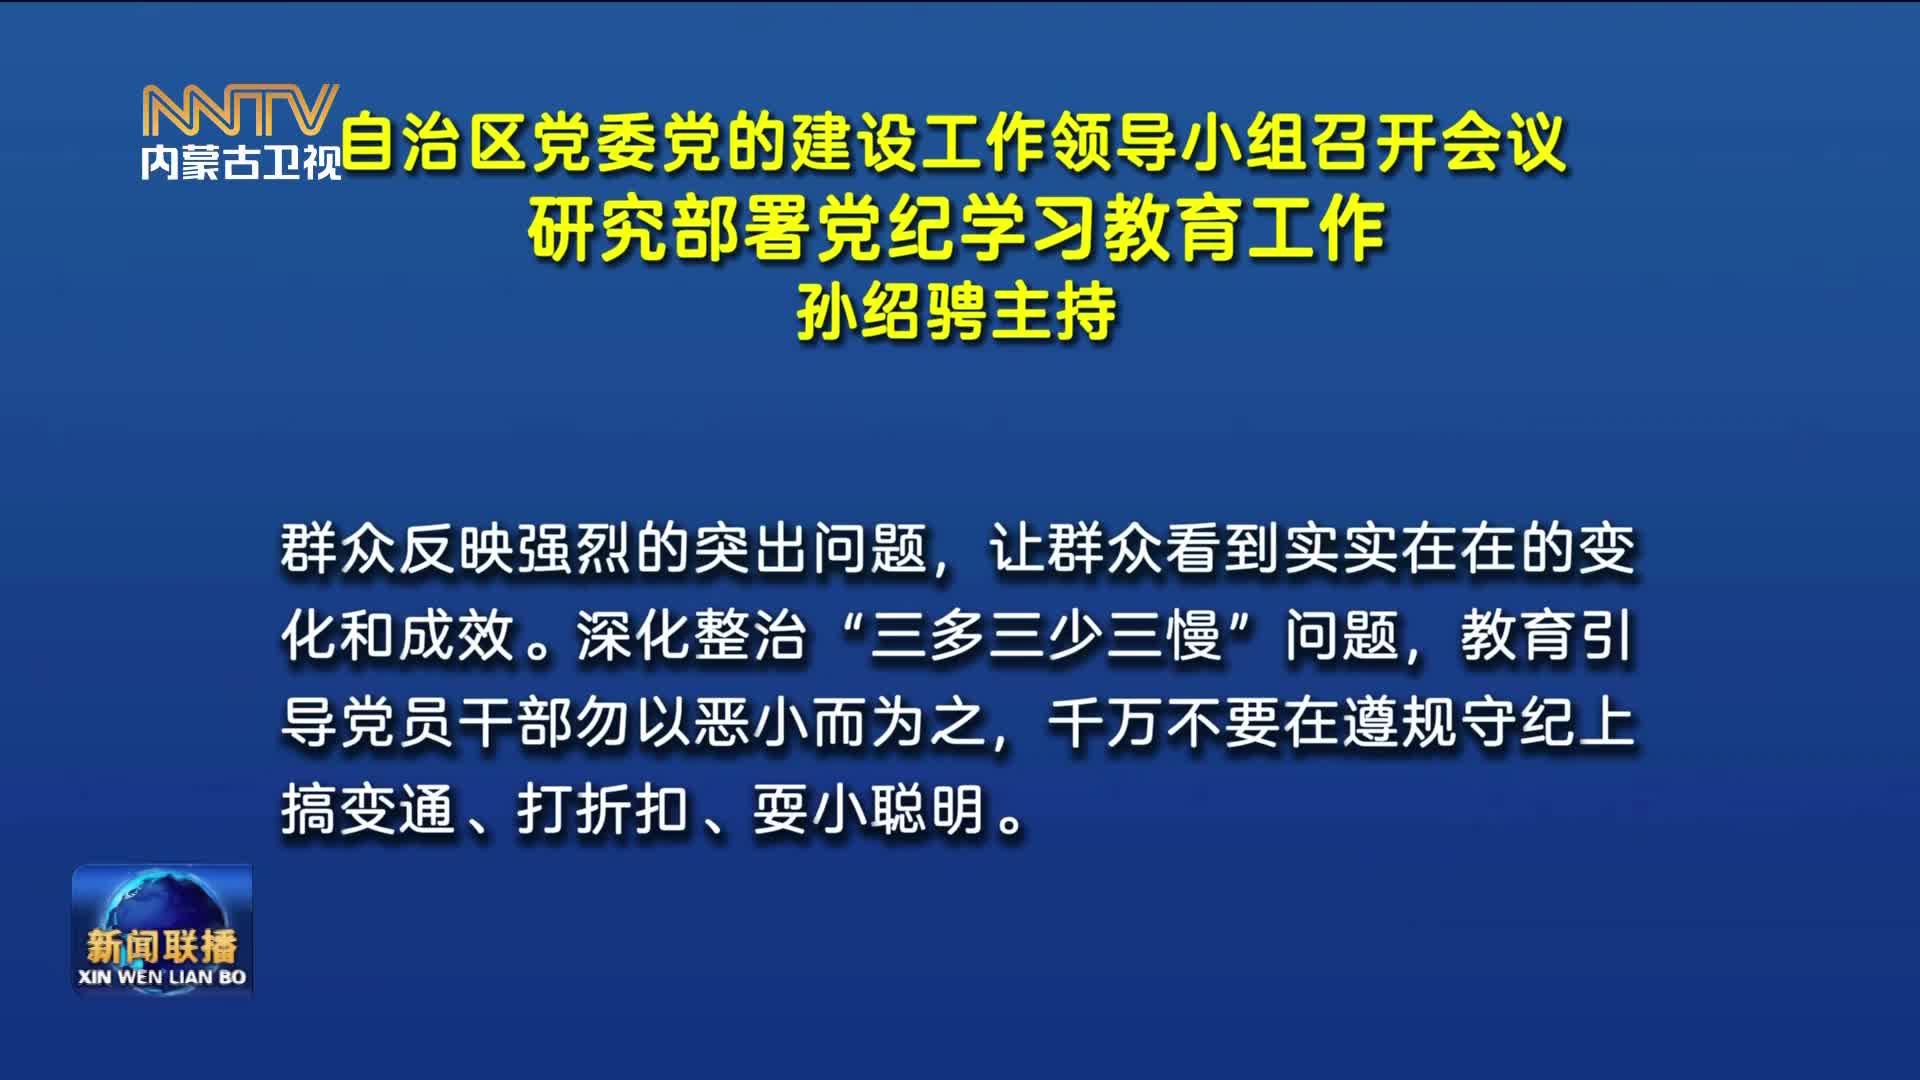 NNTV
内蒙古卫视
自治区党委党的建设工作领导小组召开会议
研究部署党纪学习教育工作
孙绍骋主持
群众反映强烈的突出问题，让群众看到实实在在的变
化和成效。深化整治“三多三少三慢”问题，教育引
导党员干部勿以恶小而为之，千万不要在遵规守纪上
搞变通、打折扣、耍小聪明。
新闻联播
XIN WEN LIAN BO